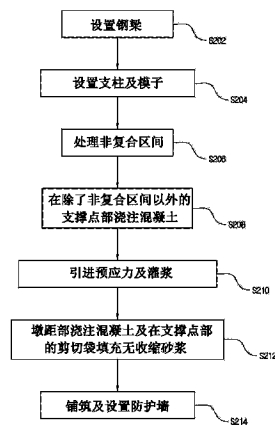 设置钢梁
S202
设置支柱及模子
S204
处理非复合区间
S206
在除了非复合区间以外的
支撑点部浇注混凝土
S208
引进预应力及灌浆
S210
墩距部浇注混凝土及在支撑点部
的剪切袋填充无收缩砂浆
S212
铺筑及设置防护墙
S214